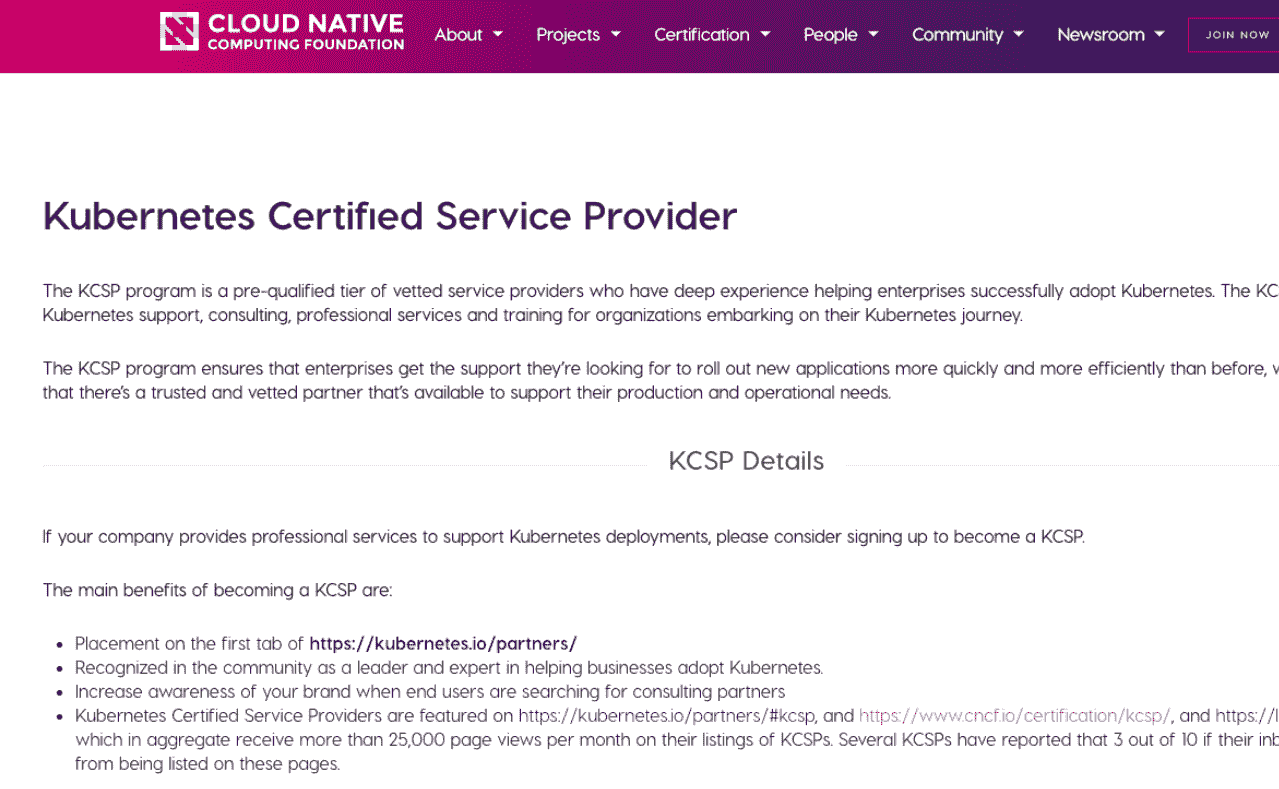 CLOUD NATIVE
COMPUTING FOUNDATION
About Projects Certification People Community Newsroom JOIN NOW
Kubernetes Certified Service Provider
The KCSP program is a pre-qualified tier of vetted service providers who have deep experience helping enterprises successfully adopt Kubernetes. The KC
Kubernetes support, consulting, professional services and training for organizations embarking on their Kubernetes journey.
The KCSP program ensures that enterprises get the support they're looking for to roll out new applications more quickly and more efficiently than before, w
that there's a trusted and vetted partner that's available to support their production and operational needs.
KCSP Details
If your company provides professional services to support Kubernetes deployments, please consider signing up to become a KCSP.
The main benefits of becoming a KCSP are:
• Placement on the first tab of https://kubernetes.io/partners/
• Recognized in the community as a leader and expert in helping businesses adopt Kubernetes.
• Increase awareness of your brand when end users are searching for consulting partners
• Kubernetes Certified Service Providers are featured on https://kubernetes.io/partners/#kcsp, and https://www.cncf.io/certification/kcsp/, and https://l
which in aggregate receive more than 25,000 page views per month on their listings of KCSPs. Several KCSPs have reported that 3 out of 10 if their inb
from being listed on these pages.